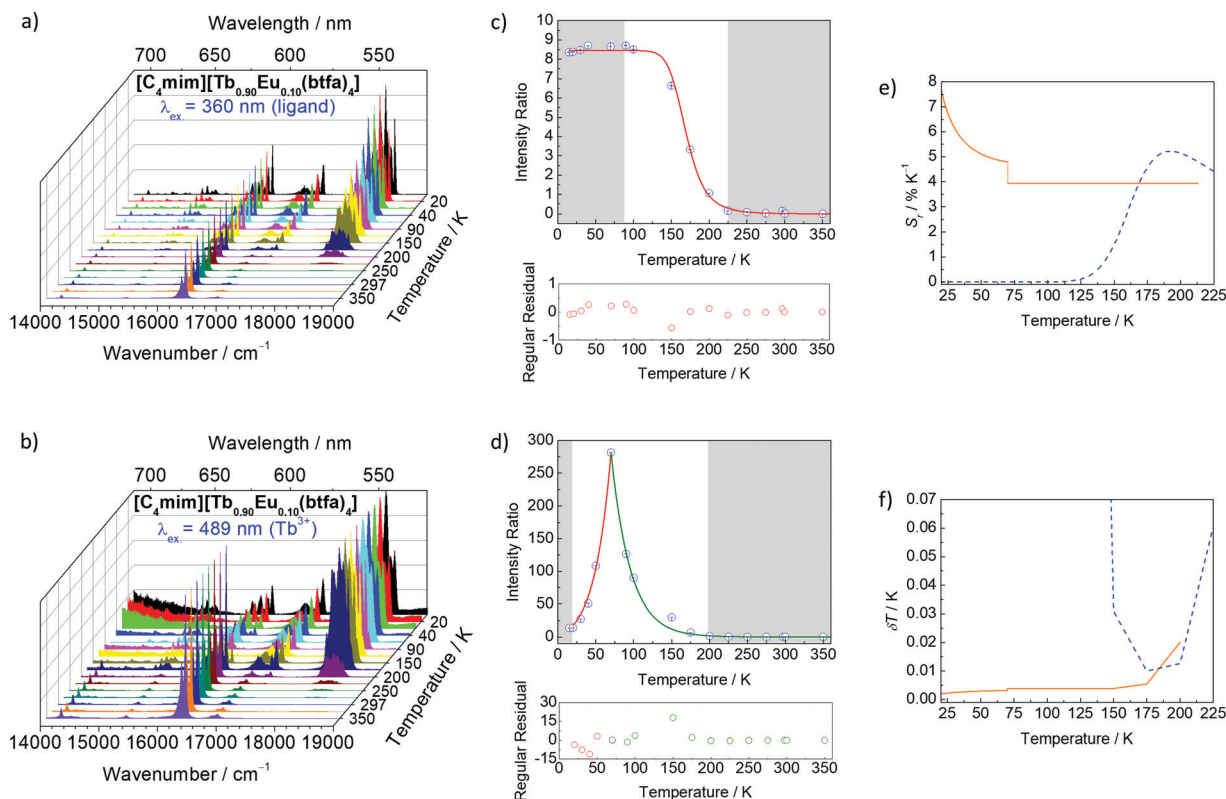 a)
Wavelength / nm
700 650 600 550
[C4mim][Tb0.90Eu0.10(btfa)4]
λex. = 360 nm (ligand)
20
40
90
150
200
250
297
350
Temperature / K
14000 15000 16000 17000 18000 19000
Wavenumber / cm⁻¹
b)
Wavelength / nm
700 650 600 550
[C4mim][Tb0.90Eu0.10(btfa)4]
λex. = 489 nm (Tb³⁺)
20
40
90
150
200
250
297
350
Temperature / K
14000 15000 16000 17000 18000 19000
Wavenumber / cm⁻¹
c)
Intensity Ratio
10
9
8
7
6
5
4
3
2
1
0
0 50 100 150 200 250 300 350
Temperature / K
Regular Residual
1
0
-1
0 50 100 150 200 250 300 350
Temperature / K
d)
Intensity Ratio
300
250
200
150
100
50
0
0 50 100 150 200 250 300 350
Temperature / K
Regular Residual
30
15
0
-15
0 50 100 150 200 250 300 350
Temperature / K
e)
Sr / % K⁻¹
8
7
6
5
4
3
2
1
0
25 50 75 100 125 150 175 200 225
Temperature / K
f)
δT / K
0.07
0.06
0.05
0.04
0.03
0.02
0.01
0.00
25 50 75 100 125 150 175 200 225
Temperature / K